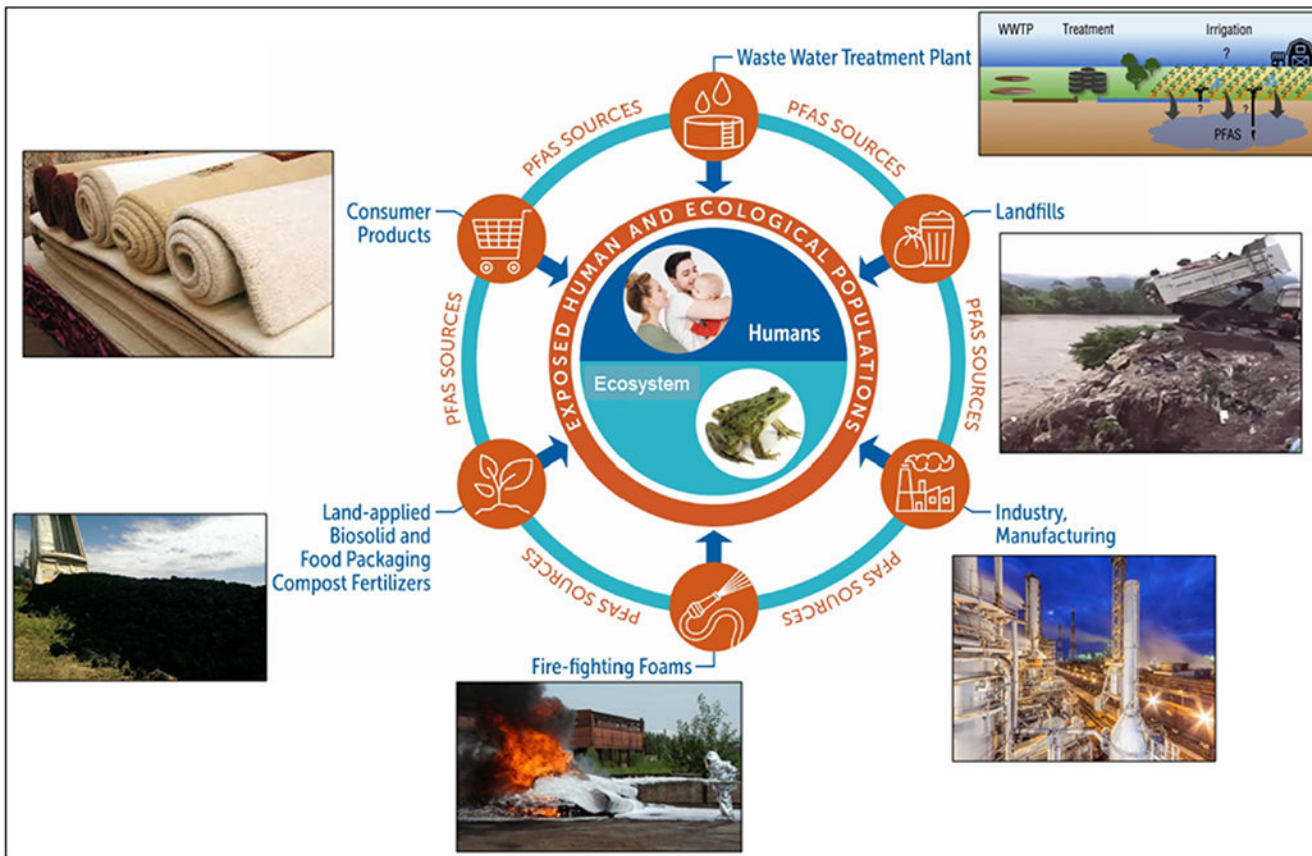 WWTP
Treatment
Irrigation
?
?
?
PFAS
Waste Water Treatment Plant
PFAS SOURCES
PFAS SOURCES
Consumer
Products
Landfills
EXPOSED HUMAN AND ECOLOGICAL POPULATIONS
Humans
Ecosystem
PFAS SOURCES
PFAS SOURCES
Land-applied
Biosolid and
Food Packaging
Compost Fertilizers
Industry,
Manufacturing
PFAS SOURCES
PFAS SOURCES
Fire-fighting Foams